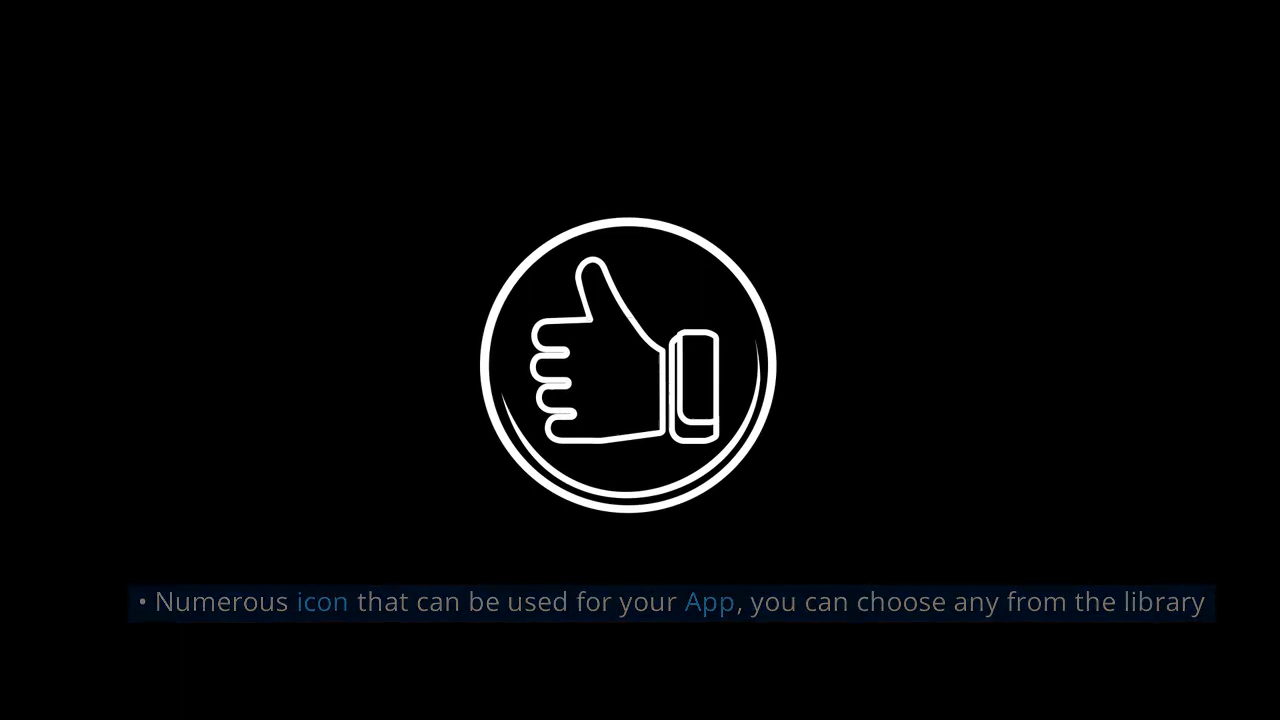 • Numerous icon that can be used for your App, you can choose any from the library